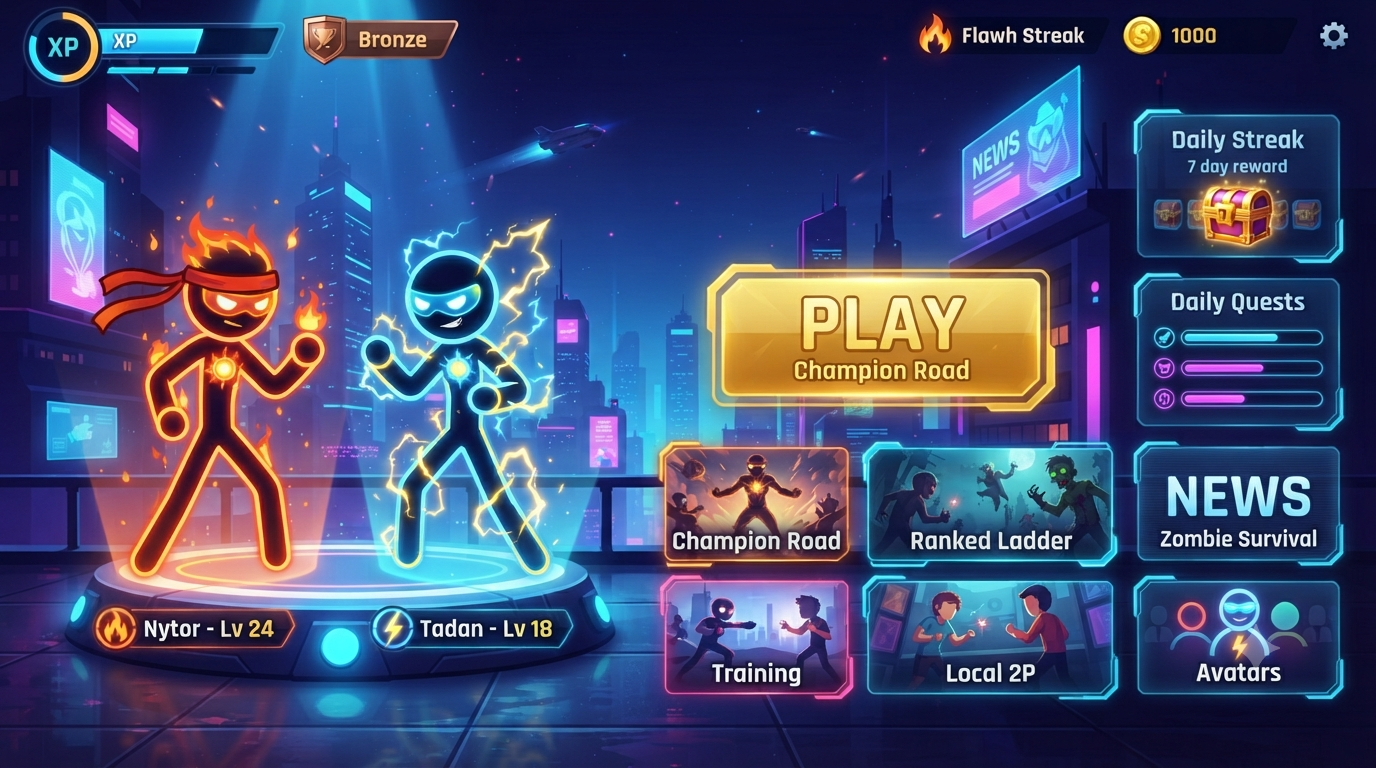 XP
XP
Bronze
Flawh Streak
1000
NEWS
Daily Streak
7 day reward
PLAY
Champion Road
Daily Quests
Champion Road
Ranked Ladder
NEWS
Zombie Survival
Nytor - Lv 24
Tadan - Lv 18
Training
Local 2P
Avatars